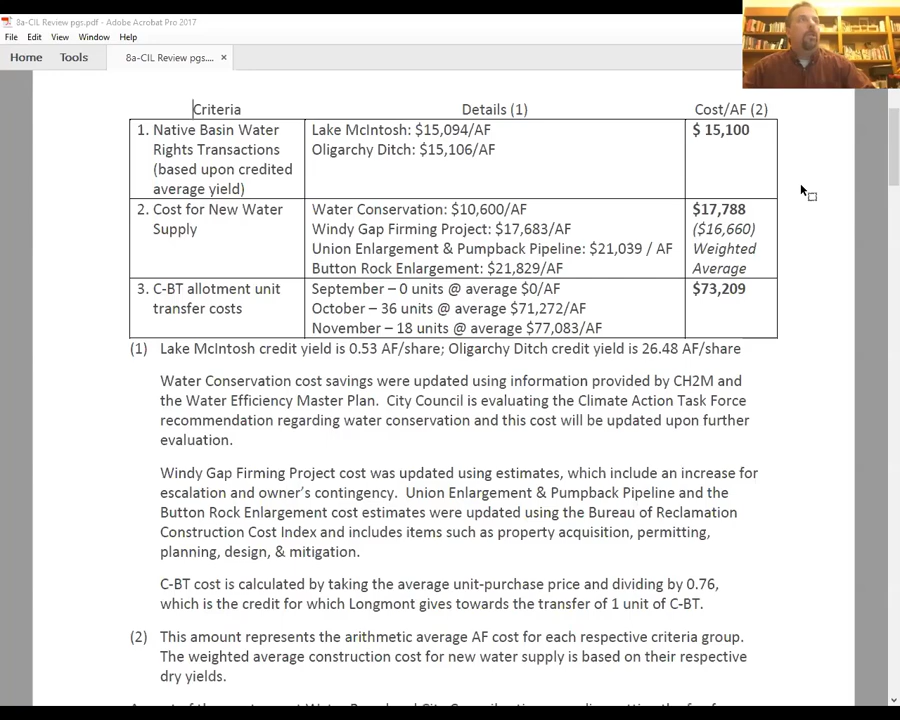 8a-CIL Review pgs.pdf - Adobe Acrobat Pro 2017
File Edit View Window Help
Home Tools 8a-CIL Review pgs.... ×
Criteria Details (1) Cost/AF (2)
1. Native Basin Water
Rights Transactions
(based upon credited
average yield)
Lake McIntosh: $15,094/AF
Oligarchy Ditch: $15,106/AF
$ 15,100
2. Cost for New Water
Supply
Water Conservation: $10,600/AF
Windy Gap Firming Project: $17,683/AF
Union Enlargement & Pumpback Pipeline: $21,039 / AF
Button Rock Enlargement: $21,829/AF
$17,788
($16,660)
Weighted
Average
3. C-BT allotment unit
transfer costs
September – 0 units @ average $0/AF
October – 36 units @ average $71,272/AF
November – 18 units @ average $77,083/AF
$73,209
(1) Lake McIntosh credit yield is 0.53 AF/share; Oligarchy Ditch credit yield is 26.48 AF/share
Water Conservation cost savings were updated using information provided by CH2M and
the Water Efficiency Master Plan. City Council is evaluating the Climate Action Task Force
recommendation regarding water conservation and this cost will be updated upon further
evaluation.
Windy Gap Firming Project cost was updated using estimates, which include an increase for
escalation and owner's contingency. Union Enlargement & Pumpback Pipeline and the
Button Rock Enlargement cost estimates were updated using the Bureau of Reclamation
Construction Cost Index and includes items such as property acquisition, permitting,
planning, design, & mitigation.
C-BT cost is calculated by taking the average unit-purchase price and dividing by 0.76,
which is the credit for which Longmont gives towards the transfer of 1 unit of C-BT.
(2) This amount represents the arithmetic average AF cost for each respective criteria group.
The weighted average construction cost for new water supply is based on their respective
dry yields.